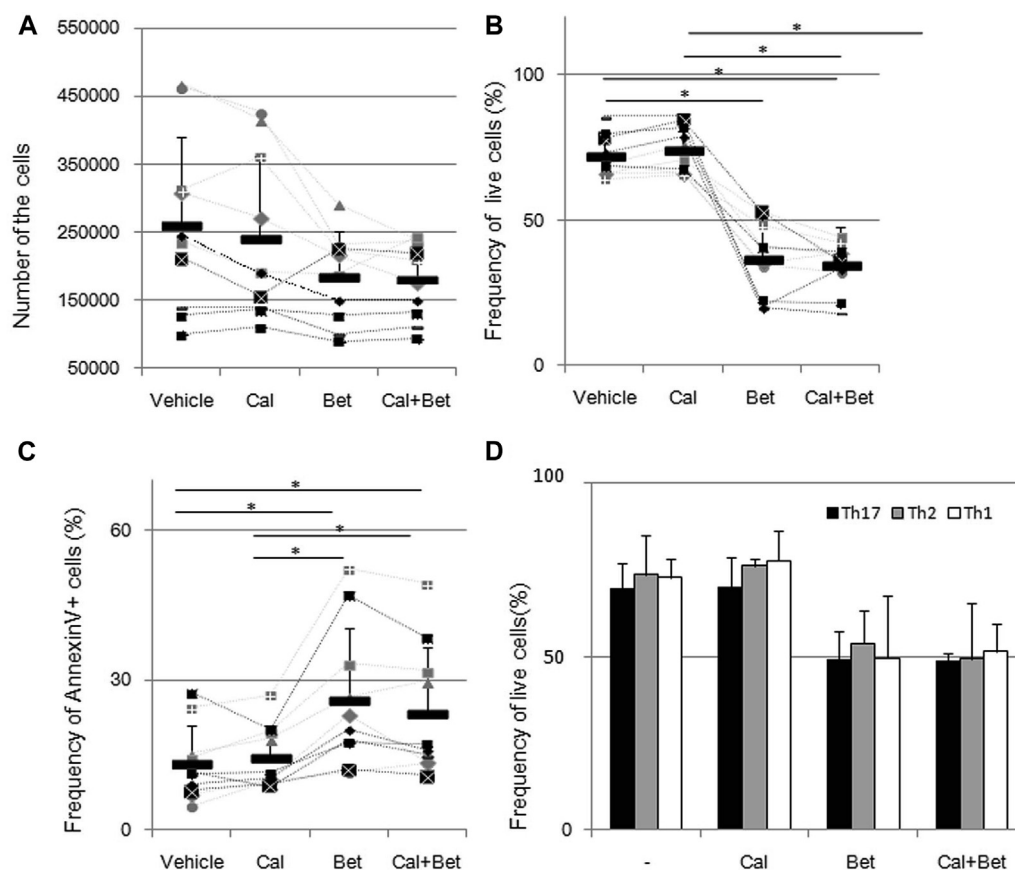 A
Number of the cells
550000
450000
350000
250000
150000
50000
Vehicle Cal Bet Cal+Bet
B
Frequency of live cells (%)
100
50
0
*
*
*
*
Vehicle Cal Bet Cal+Bet
C
Frequency of AnnexinV+ cells (%)
60
30
0
*
*
*
*
Vehicle Cal Bet Cal+Bet
D
Frequency of live cells(%)
100
50
0
Th17 Th2 Th1
- Cal Bet Cal+Bet